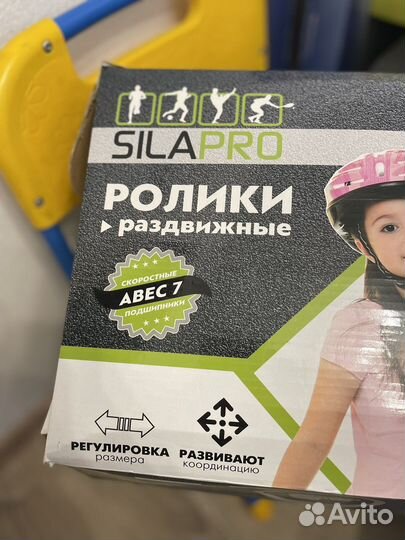 SILAPRO
РОЛИКИ
раздвижные
СКОРОСТНЫЕ
ABEC 7
ПОДШИПНИКИ
РЕГУЛИРОВКА
размера
РАЗВИВАЮТ
координацию
Avito